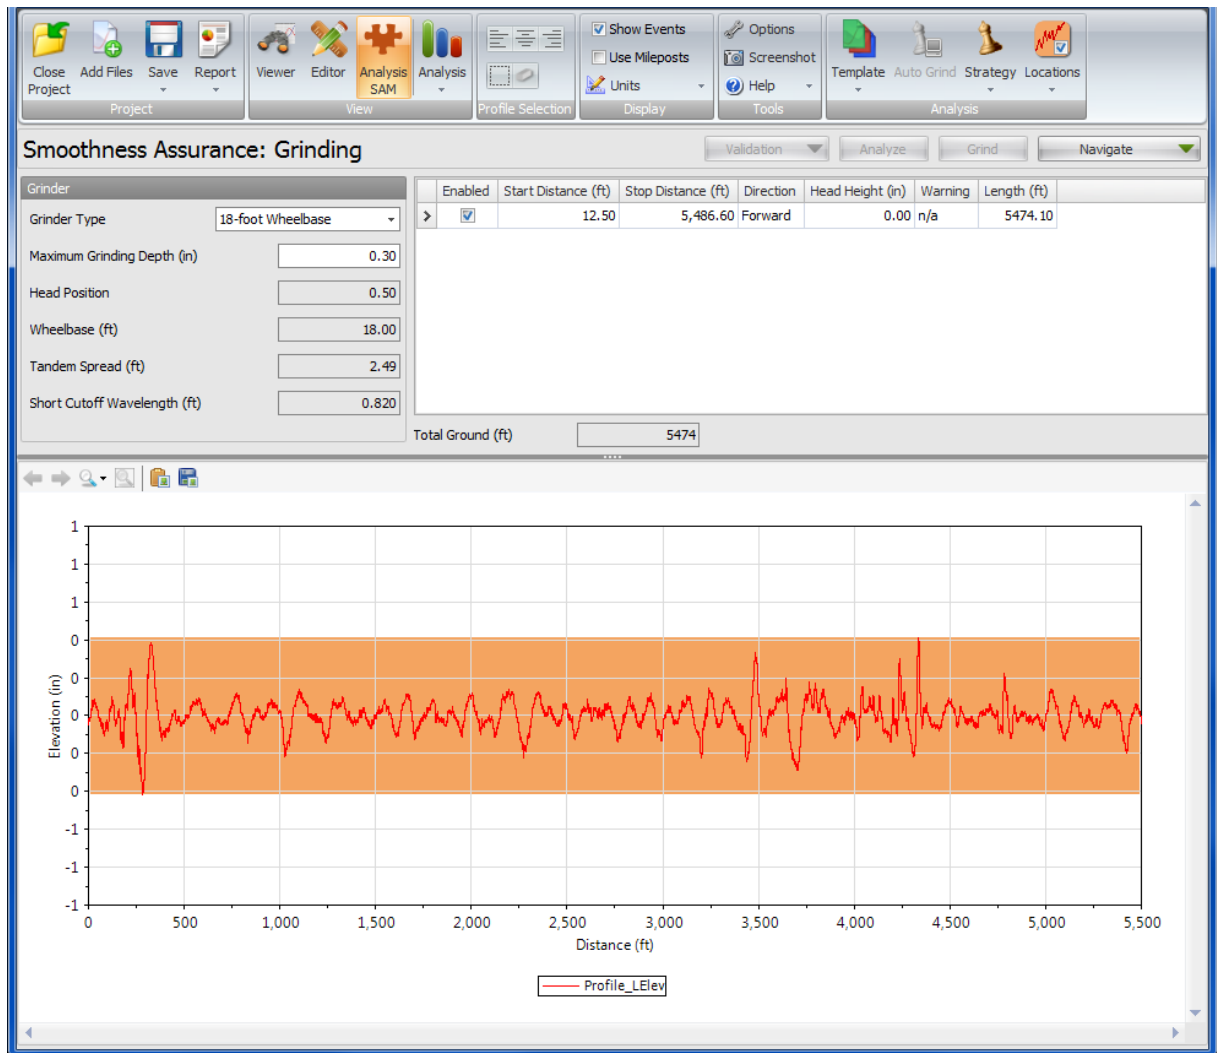 Close Project
Add Files
Save
Report
Project
Viewer
Editor
Analysis SAM
Analysis
View
Profile Selection
Show Events
Use Mileposts
Units
Display
Options
Screenshot
Help
Tools
Template
Auto Grind
Strategy
Locations
Analysis
Smoothness Assurance: Grinding
Validation
Analyze
Grind
Navigate
Grinder
Grinder Type 18-foot Wheelbase
Maximum Grinding Depth (in) 0.30
Head Position 0.50
Wheelbase (ft) 18.00
Tandem Spread (ft) 2.49
Short Cutoff Wavelength (ft) 0.820
Enabled Start Distance (ft) Stop Distance (ft) Direction Head Height (in) Warning Length (ft)
12.50 5,486.60 Forward 0.00 n/a 5474.10
Total Ground (ft) 5474
Elevation (in)
1
1
1
0
0
0
0
0
-1
-1
-1
0 500 1,000 1,500 2,000 2,500 3,000 3,500 4,000 4,500 5,000 5,500
Distance (ft)
Profile_LElev